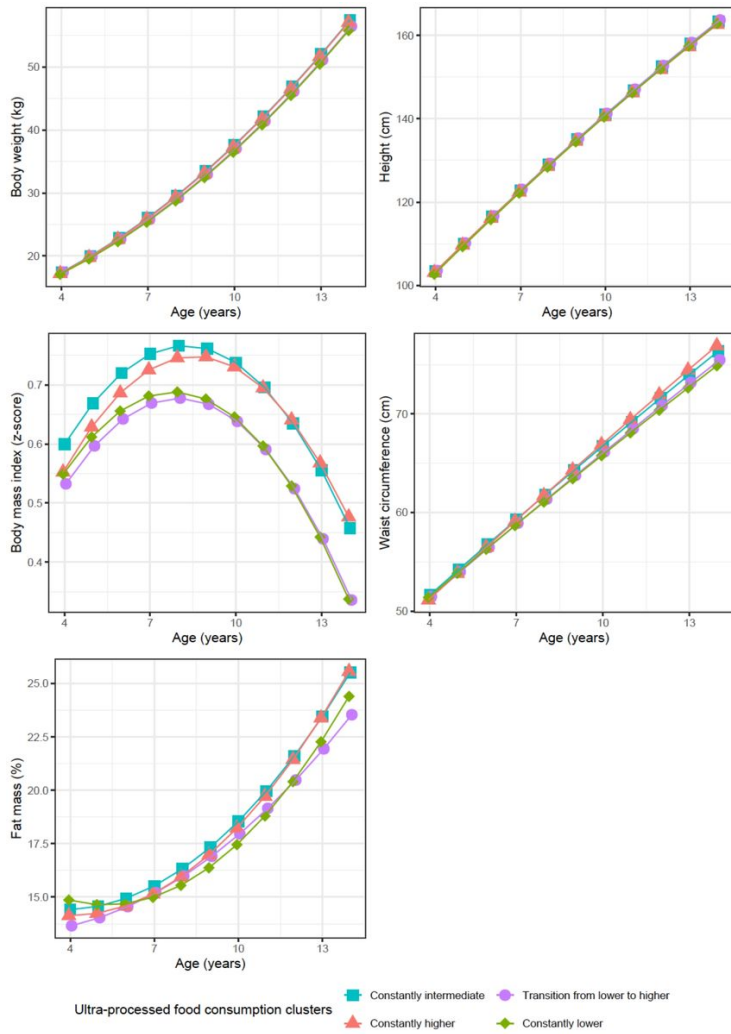 Body weight (kg)
50
40
30
20
4 7 10 13
Age (years)
Height (cm)
160
140
120
100
4 7 10 13
Age (years)
Body mass index (z-score)
0.7
0.6
0.5
0.4
4 7 10 13
Age (years)
Waist circumference (cm)
70
60
50
4 7 10 13
Age (years)
Fat mass (%)
25.0
22.5
20.0
17.5
15.0
4 7 10 13
Age (years)
Ultra-processed food consumption clusters
Constantly intermediate Transition from lower to higher
Constantly higher Constantly lower